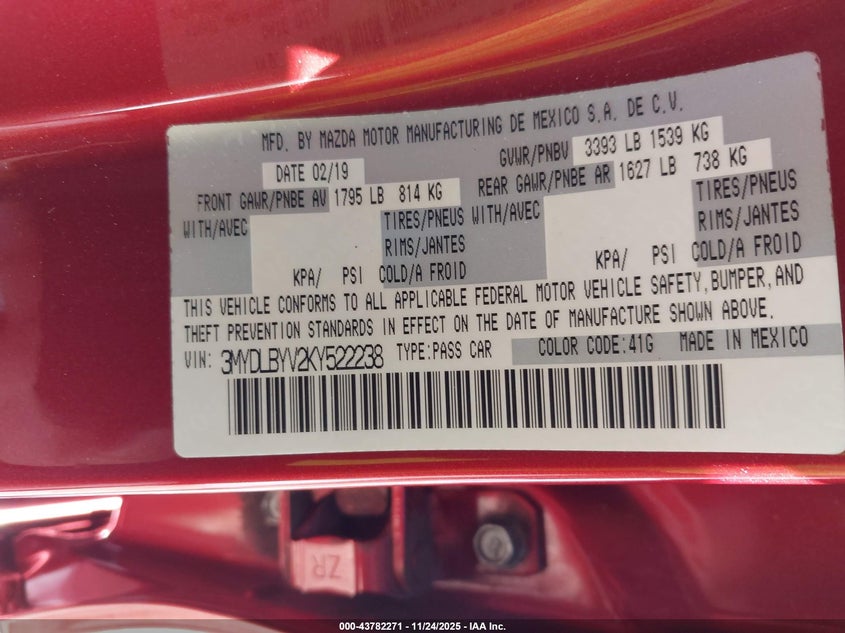 MFD. BY MAZDA MOTOR MANUFACTURING DE MEXICO S.A. DE C.V.
DATE 02/19
GVWR/PNBV 3393 LB 1539 KG
FRONT GAWR/PNBE AV 1795 LB 814 KG
REAR GAWR/PNBE AR 1627 LB 738 KG
WITH/AVEC TIRES/PNEUS WITH/AVEC TIRES/PNEUS
RIMS/JANTES RIMS/JANTES
KPA/ PSI COLD/A FROID KPA/ PSI COLD/A FROID
THIS VEHICLE CONFORMS TO ALL APPLICABLE FEDERAL MOTOR VEHICLE SAFETY, BUMPER, AND
THEFT PREVENTION STANDARDS IN EFFECT ON THE DATE OF MANUFACTURE SHOWN ABOVE.
VIN: 3MYDLBYV2KY522238 TYPE:PASS CAR COLOR CODE:41G MADE IN MEXICO
ZR
000-43782271 - 11/24/2025 - IAA Inc.